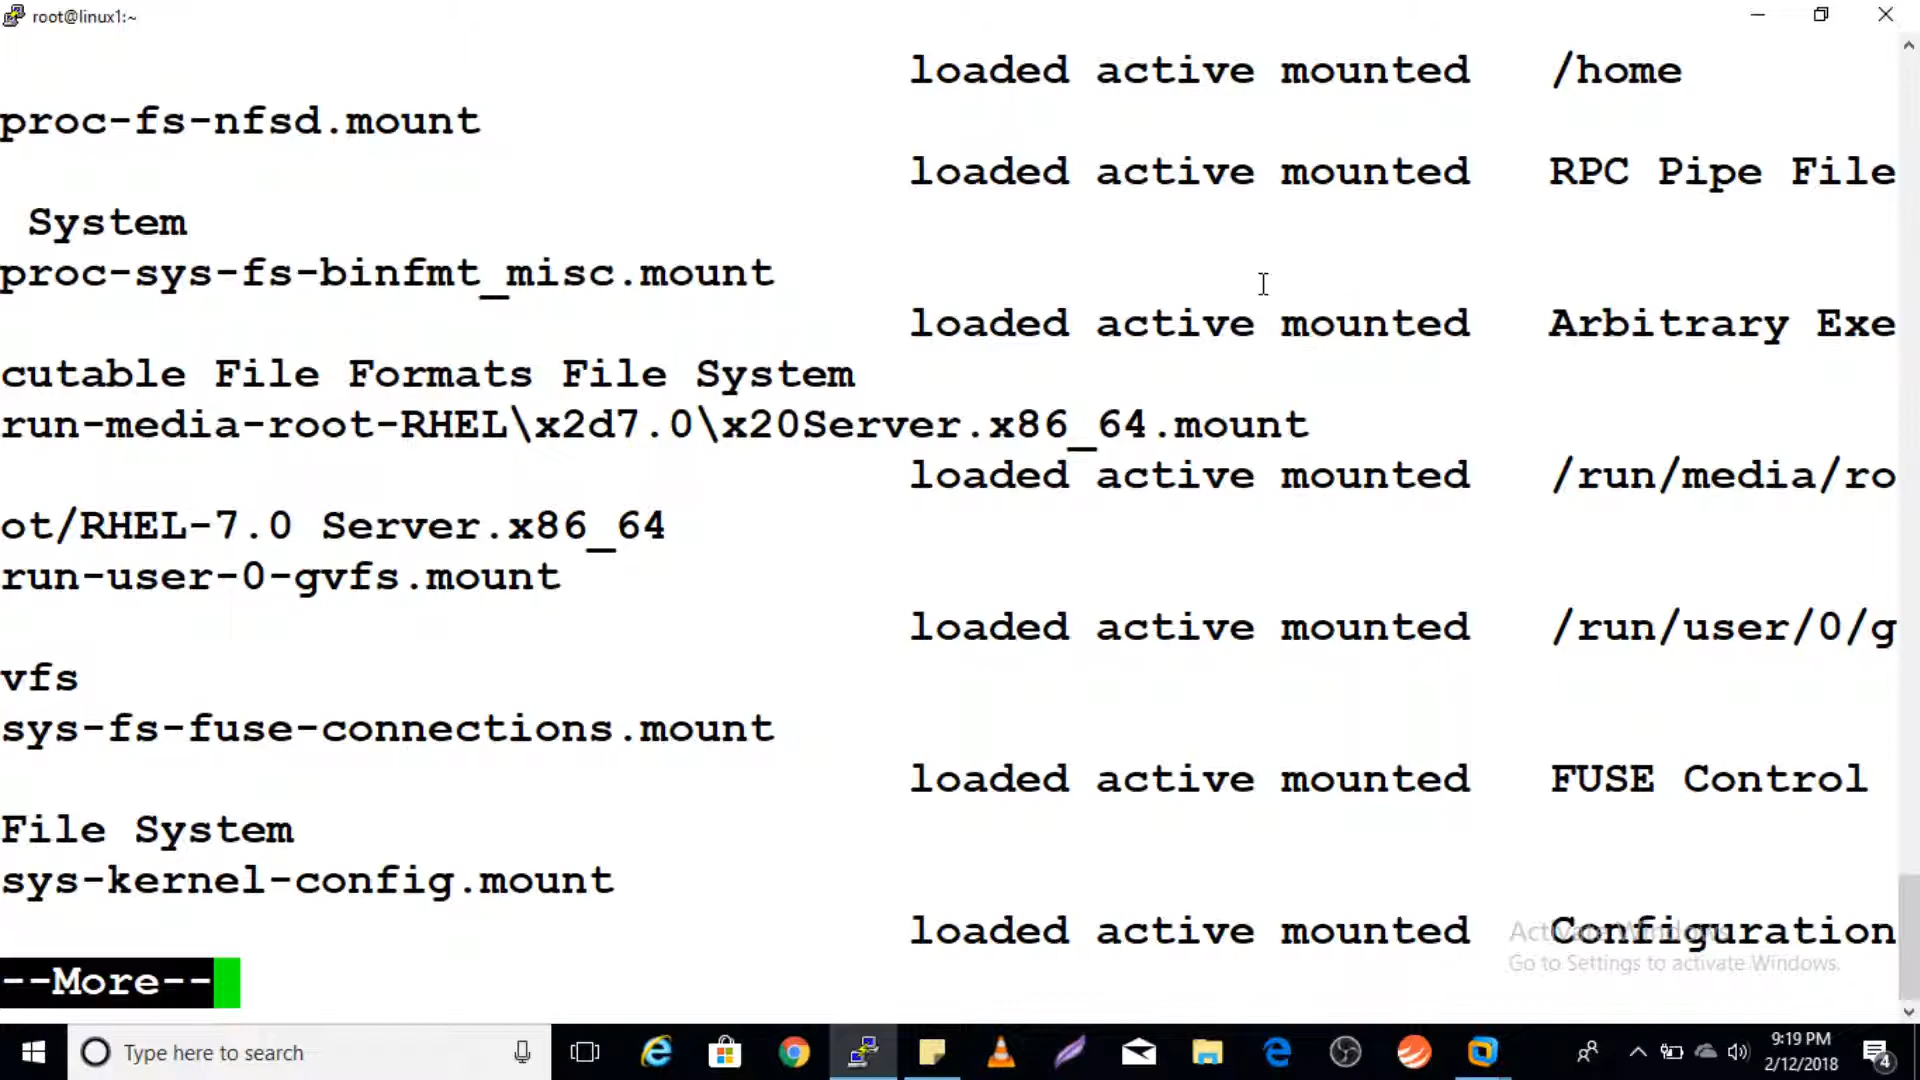 root@linux1:~
loaded active mounted /home
proc-fs-nfsd.mount
loaded active mounted RPC Pipe File
System
proc-sys-fs-binfmt_misc.mount
loaded active mounted Arbitrary Exe
cutable File Formats File System
run-media-root-RHEL\x2d7.0\x20Server.x86_64.mount
loaded active mounted /run/media/ro
ot/RHEL-7.0 Server.x86_64
run-user-0-gvfs.mount
loaded active mounted /run/user/0/g
vfs
sys-fs-fuse-connections.mount
loaded active mounted FUSE Control
File System
sys-kernel-config.mount
loaded active mounted Configuration
Activate Windows
Go to Settings to activate Windows.
--More--
Type here to search
9:19 PM
2/12/2018
4